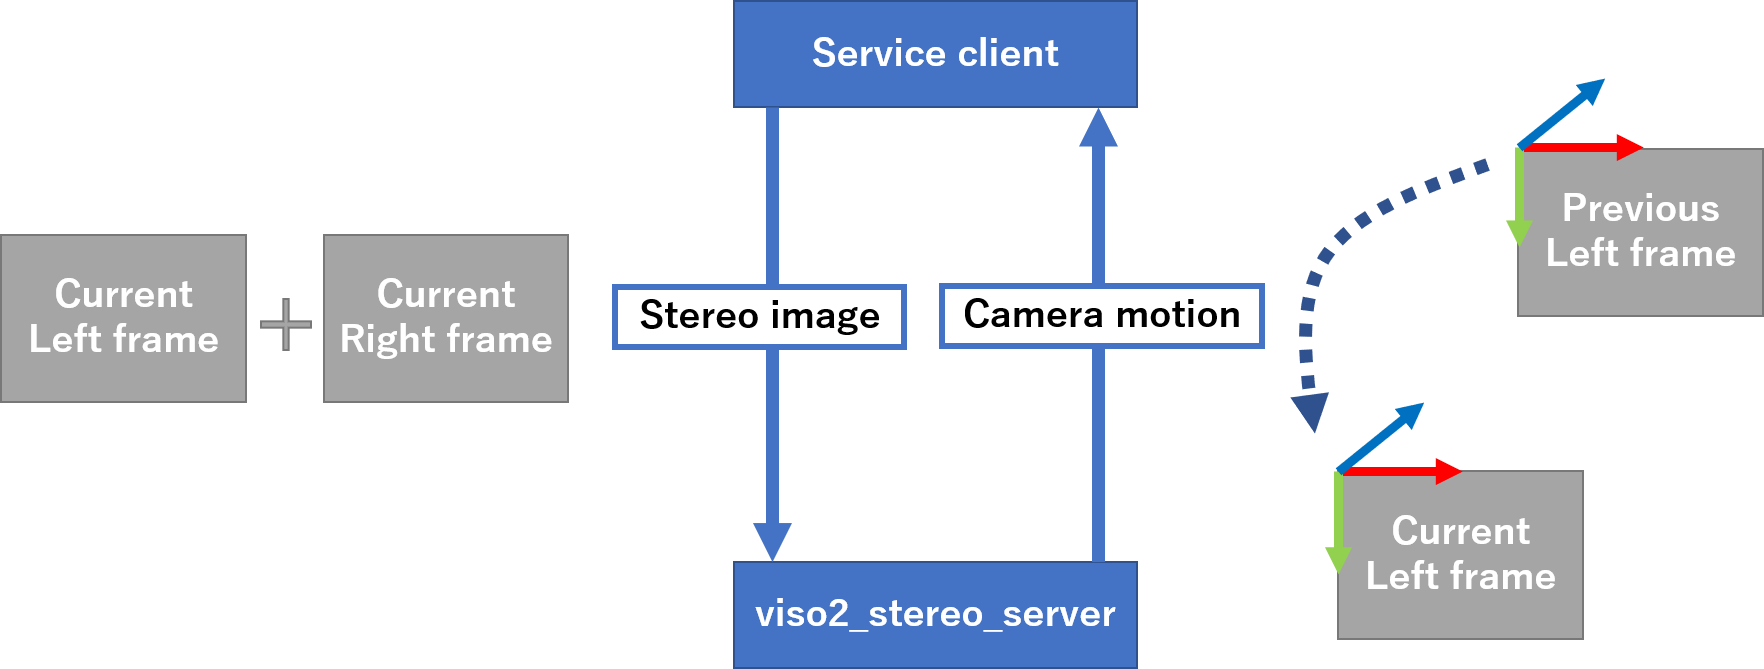 Service client
Current
Left frame
Current
Right frame
Stereo image
Camera motion
Previous
Left frame
Current
Left frame
viso2_stereo_server